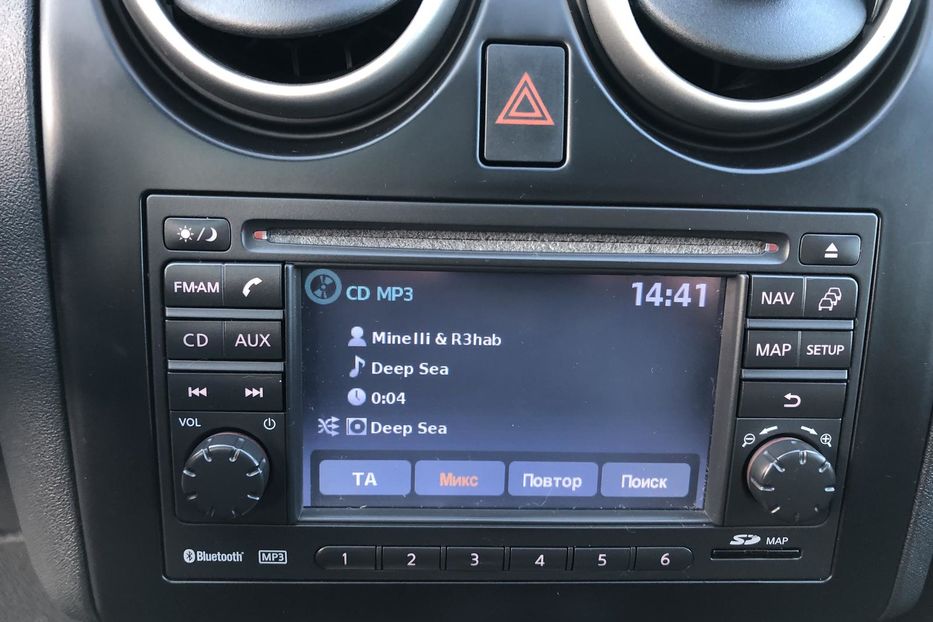 FM·AM
CD AUX
VOL
CD MP3
14:41
Minelli & R3hab
Deep Sea
0:04
Deep Sea
TA Микс Повтор Поиск
NAV
MAP SETUP
Bluetooth MP3
1 2 3 4 5 6
SD MAP